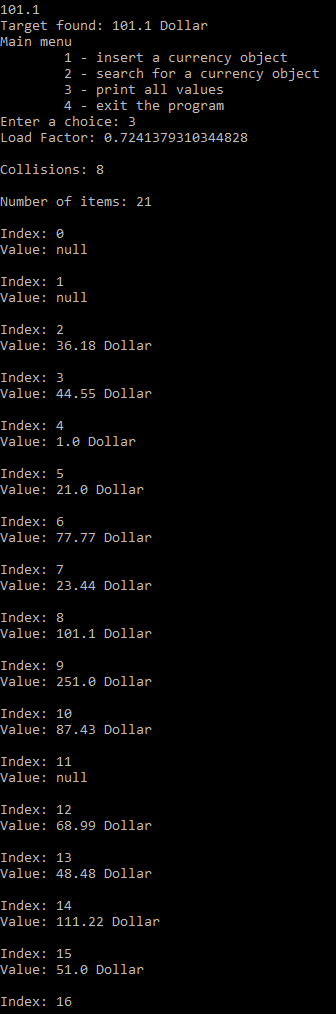 101.1
Target found: 101.1 Dollar
Main menu
1 - insert a currency object
2 - search for a currency object
3 - print all values
4 - exit the program
Enter a choice: 3
Load Factor: 0.7241379310344828
Collisions: 8
Number of items: 21
Index: 0
Value: null
Index: 1
Value: null
Index: 2
Value: 36.18 Dollar
Index: 3
Value: 44.55 Dollar
Index: 4
Value: 1.0 Dollar
Index: 5
Value: 21.0 Dollar
Index: 6
Value: 77.77 Dollar
Index: 7
Value: 23.44 Dollar
Index: 8
Value: 101.1 Dollar
Index: 9
Value: 251.0 Dollar
Index: 10
Value: 87.43 Dollar
Index: 11
Value: null
Index: 12
Value: 68.99 Dollar
Index: 13
Value: 48.48 Dollar
Index: 14
Value: 111.22 Dollar
Index: 15
Value: 51.0 Dollar
Index: 16